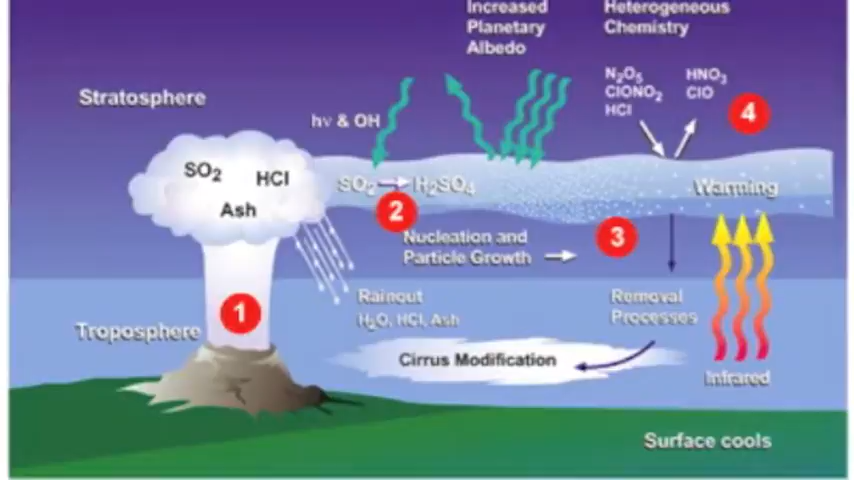 Increased
Planetary
Albedo
Heterogeneous
Chemistry
N₂O₅
ClONO₂
HCl
HNO₃
ClO
4
Stratosphere
hν & OH
SO₂
HCl
Ash
SO₂ → H₂SO₄
Warming
2
Nucleation and
Particle Growth →
3
1
Rainout
H₂O, HCl, Ash
Removal
Processes
Troposphere
Cirrus Modification
Infrared
Surface cools